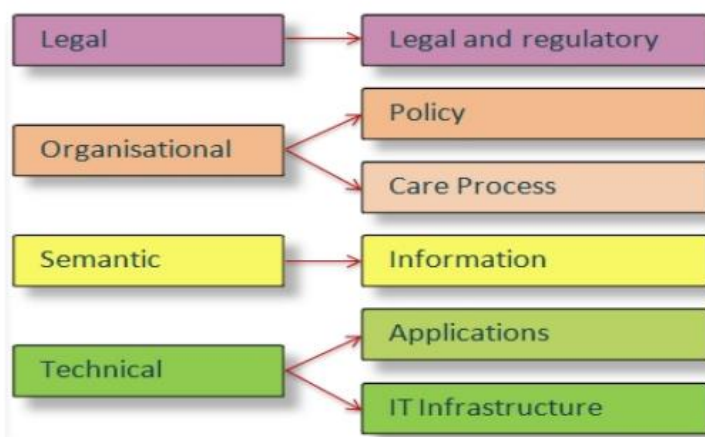 Legal
Legal and regulatory
Organisational
Policy
Care Process
Semantic
Information
Technical
Applications
IT Infrastructure